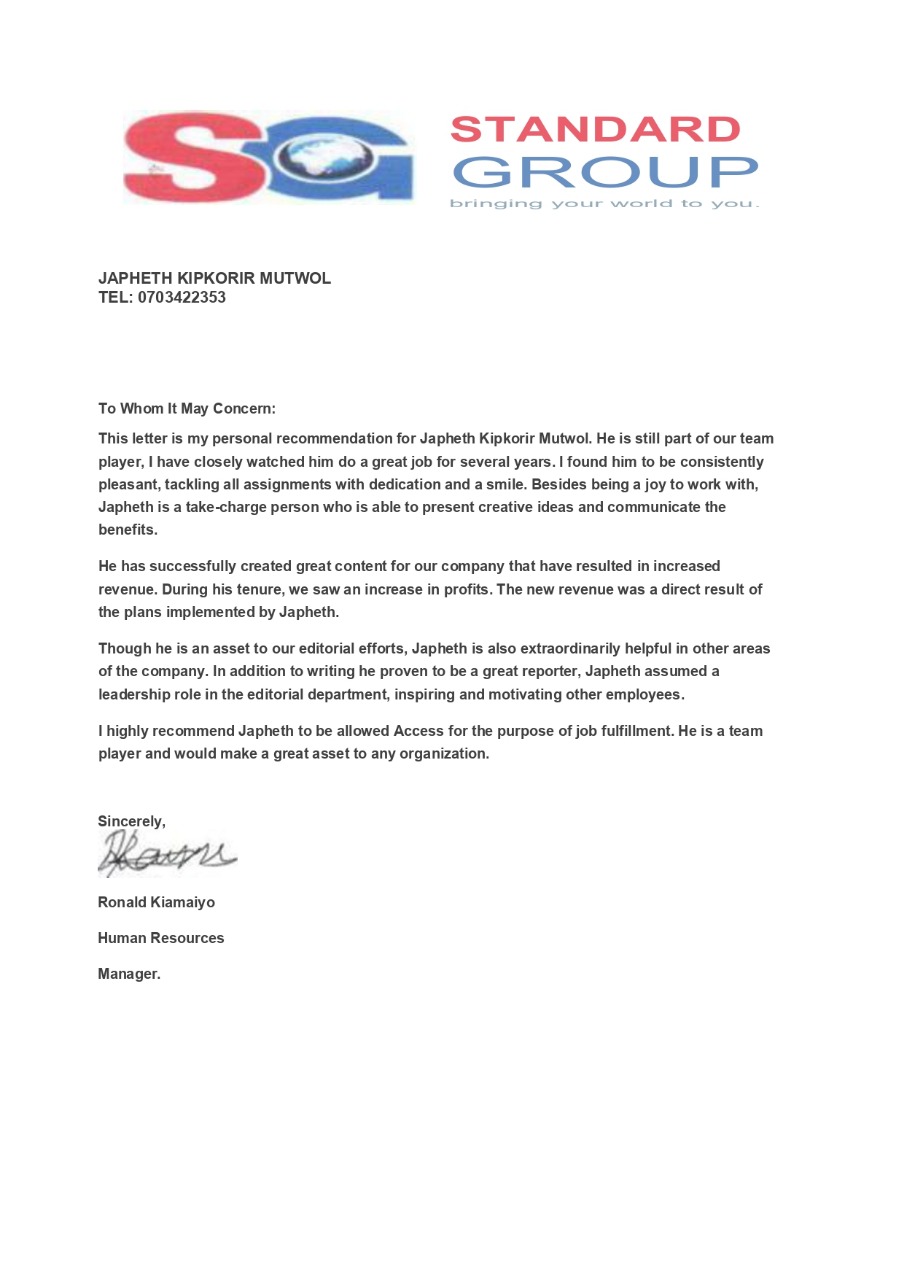 SG
STANDARD
GROUP
bringing your world to you.
JAPHETH KIPKORIR MUTWOL
TEL: 0703422353
To Whom It May Concern:
This letter is my personal recommendation for Japheth Kipkorir Mutwol. He is still part of our team
player, I have closely watched him do a great job for several years. I found him to be consistently
pleasant, tackling all assignments with dedication and a smile. Besides being a joy to work with,
Japheth is a take-charge person who is able to present creative ideas and communicate the
benefits.
He has successfully created great content for our company that have resulted in increased
revenue. During his tenure, we saw an increase in profits. The new revenue was a direct result of
the plans implemented by Japheth.
Though he is an asset to our editorial efforts, Japheth is also extraordinarily helpful in other areas
of the company. In addition to writing he proven to be a great reporter, Japheth assumed a
leadership role in the editorial department, inspiring and motivating other employees.
I highly recommend Japheth to be allowed Access for the purpose of job fulfillment. He is a team
player and would make a great asset to any organization.
Sincerely,
Ronald Kiamaiyo
Human Resources
Manager.